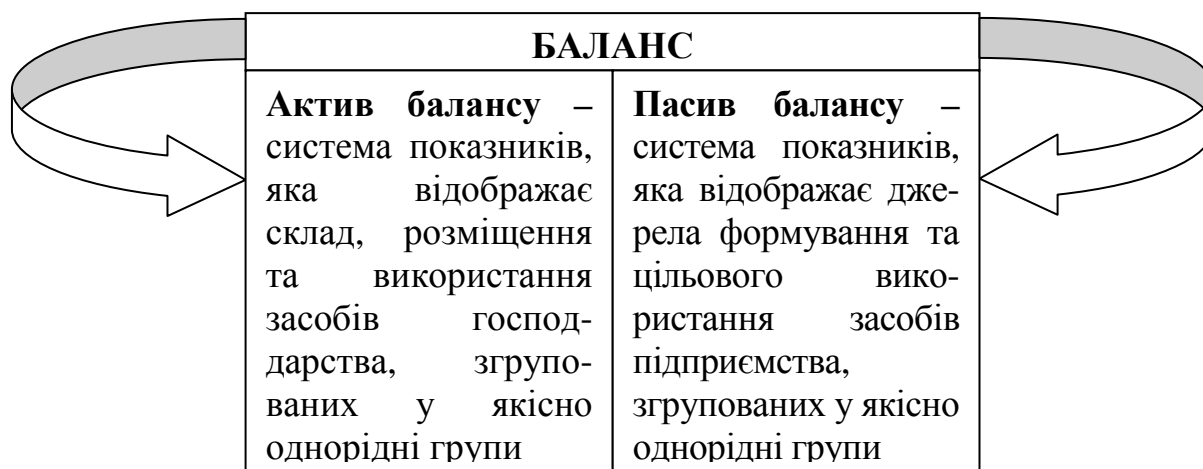 БАЛАНС
Актив балансу –
система показників,
яка відображає
склад, розміщення
та використання
засобів господ-
дарства, згрупо-
ваних у якісно
однорідні групи
Пасив балансу –
система показників,
яка відображає дже-
рела формування та
цільового вико-
ристання засобів
підприємства,
згрупованих у якісно
однорідні групи